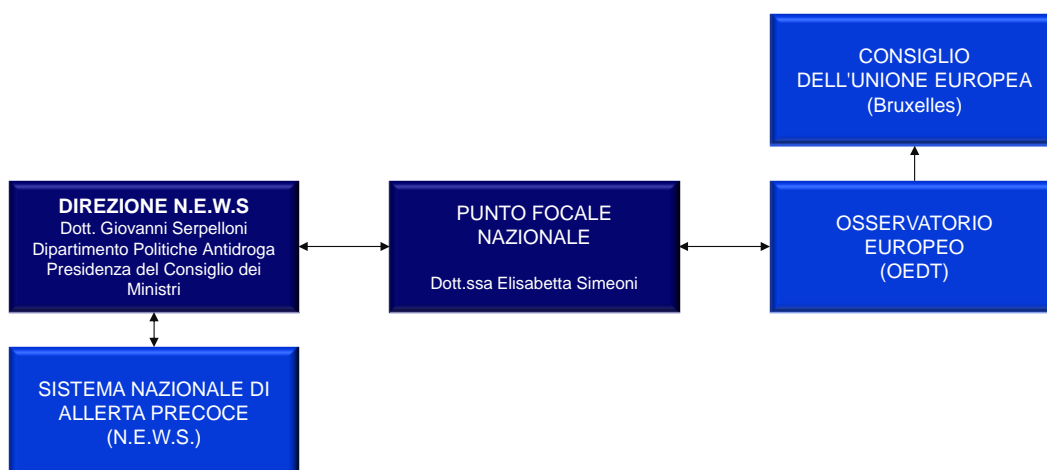 CONSIGLIO
DELL'UNIONE EUROPEA
(Bruxelles)
DIREZIONE N.E.W.S
Dott. Giovanni Serpelloni
Dipartimento Politiche Antidroga
Presidenza del Consiglio dei
Ministri
PUNTO FOCALE
NAZIONALE
Dott.ssa Elisabetta Simeoni
OSSERVATORIO
EUROPEO
(OEDT)
SISTEMA NAZIONALE DI
ALLERTA PRECOCE
(N.E.W.S.)